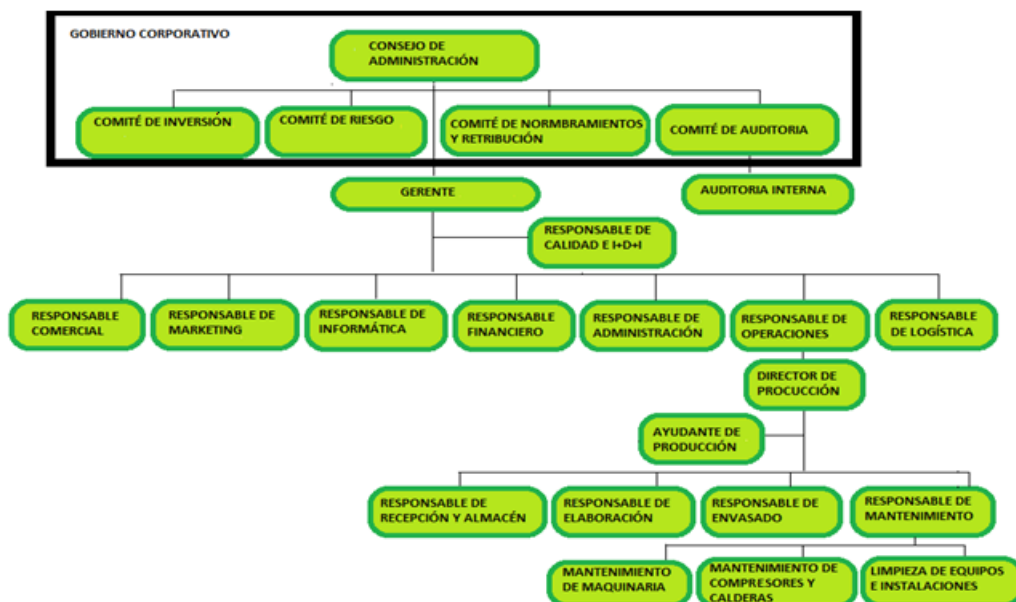 GOBIERNO CORPORATIVO
CONSEJO DE
ADMINISTRACIÓN
COMITÉ DE INVERSIÓN
COMITÉ DE RIESGO
COMITÉ DE NORMBRAMIENTOS
Y RETRIBUCIÓN
COMITÉ DE AUDITORIA
GERENTE
AUDITORIA INTERNA
RESPONSABLE DE
CALIDAD E I+D+I
RESPONSABLE
COMERCIAL
RESPONSABLE DE
MARKETING
RESPONSABLE DE
INFORMÁTICA
RESPONSABLE
FINANCIERO
RESPONSABLE DE
ADMINISTRACIÓN
RESPONSABLE DE
OPERACIONES
RESPONSABLE
DE LOGÍSTICA
DIRECTOR DE
PROCUCCIÓN
AYUDANTE DE
PRODUCCIÓN
RESPONSABLE DE
RECEPCIÓN Y ALMACÉN
RESPONSABLE DE
ELABORACIÓN
RESPONSABLE DE
ENVASADO
RESPONSABLE DE
MANTENIMIENTO
MANTENIMIENTO
DE MAQUINARIA
MANTENIMIENTO DE
COMPRESORES Y
CALDERAS
LIMPIEZA DE EQUIPOS
E INSTALACIONES